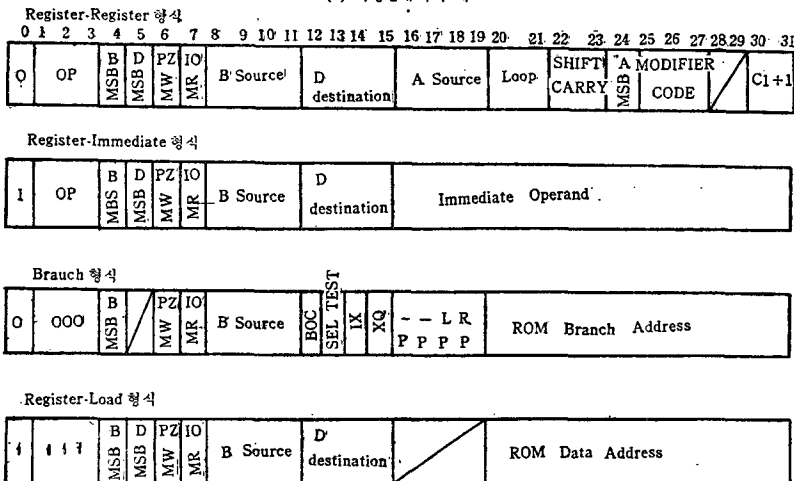 Register-Register 형식
0 1 2 3 4 5 6 7 8 9 10 11 12 13 14 15 16 17 18 19 20 21 22 23 24 25 26 27 28 29 30 31
O OP B MSB D MSB PZ MW IO MR B Source D destination A Source Loop SHIFT CARRY A MSB MODIFIER CODE C1+1
Register-Immediate 형식
1 OP B MBS D MSB PZ MW IO MR B Source D destination Immediate Operand
Brauch 형식
O 000 B MSB PZ MW IO MR B Source BOC SEL TEST IX XQ - - L R P P P P ROM Branch Address
Register-Load 형식
1 1 1 1 B MSB D MSB PZ MW IO MR B Source D destination ROM Data Address